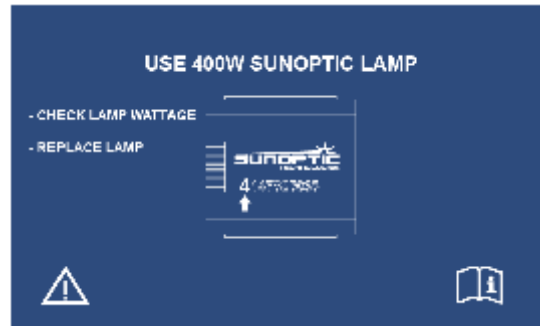 USE 400W SUNOPTIC LAMP
- CHECK LAMP WATTAGE
- REPLACE LAMP
SUNOPTIC
4